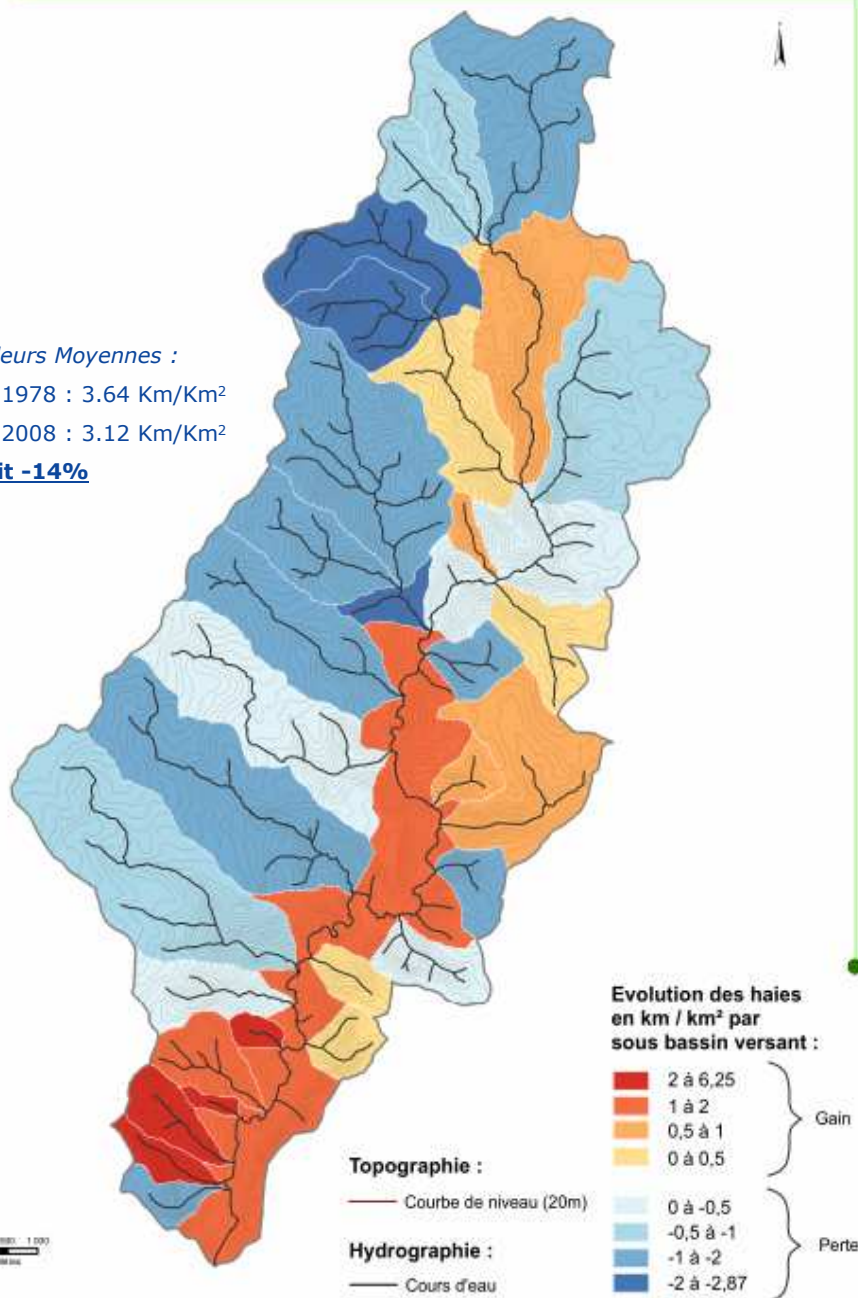 leurs Moyennes :
1978 : 3.64 Km/Km²
2008 : 3.12 Km/Km²
it -14%
Evolution des haies
en km / km² par
sous bassin versant :
2 à 6,25
1 à 2
0,5 à 1
0 à 0,5
Gain
0 à -0,5
-0,5 à -1
-1 à -2
-2 à -2,87
Perte
Topographie :
Courbe de niveau (20m)
Hydrographie :
Cours d'eau
1 000